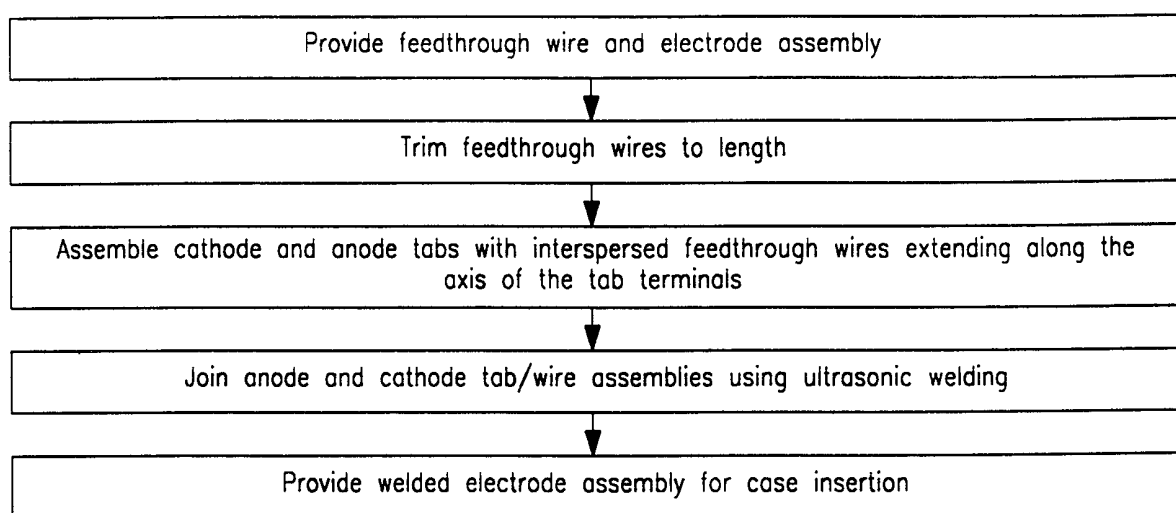 Provide feedthrough wire and electrode assembly
Trim feedthrough wires to length
Assemble cathode and anode tabs with interspersed feedthrough wires extending along the
axis of the tab terminals
Join anode and cathode tab/wire assemblies using ultrasonic welding
Provide welded electrode assembly for case insertion